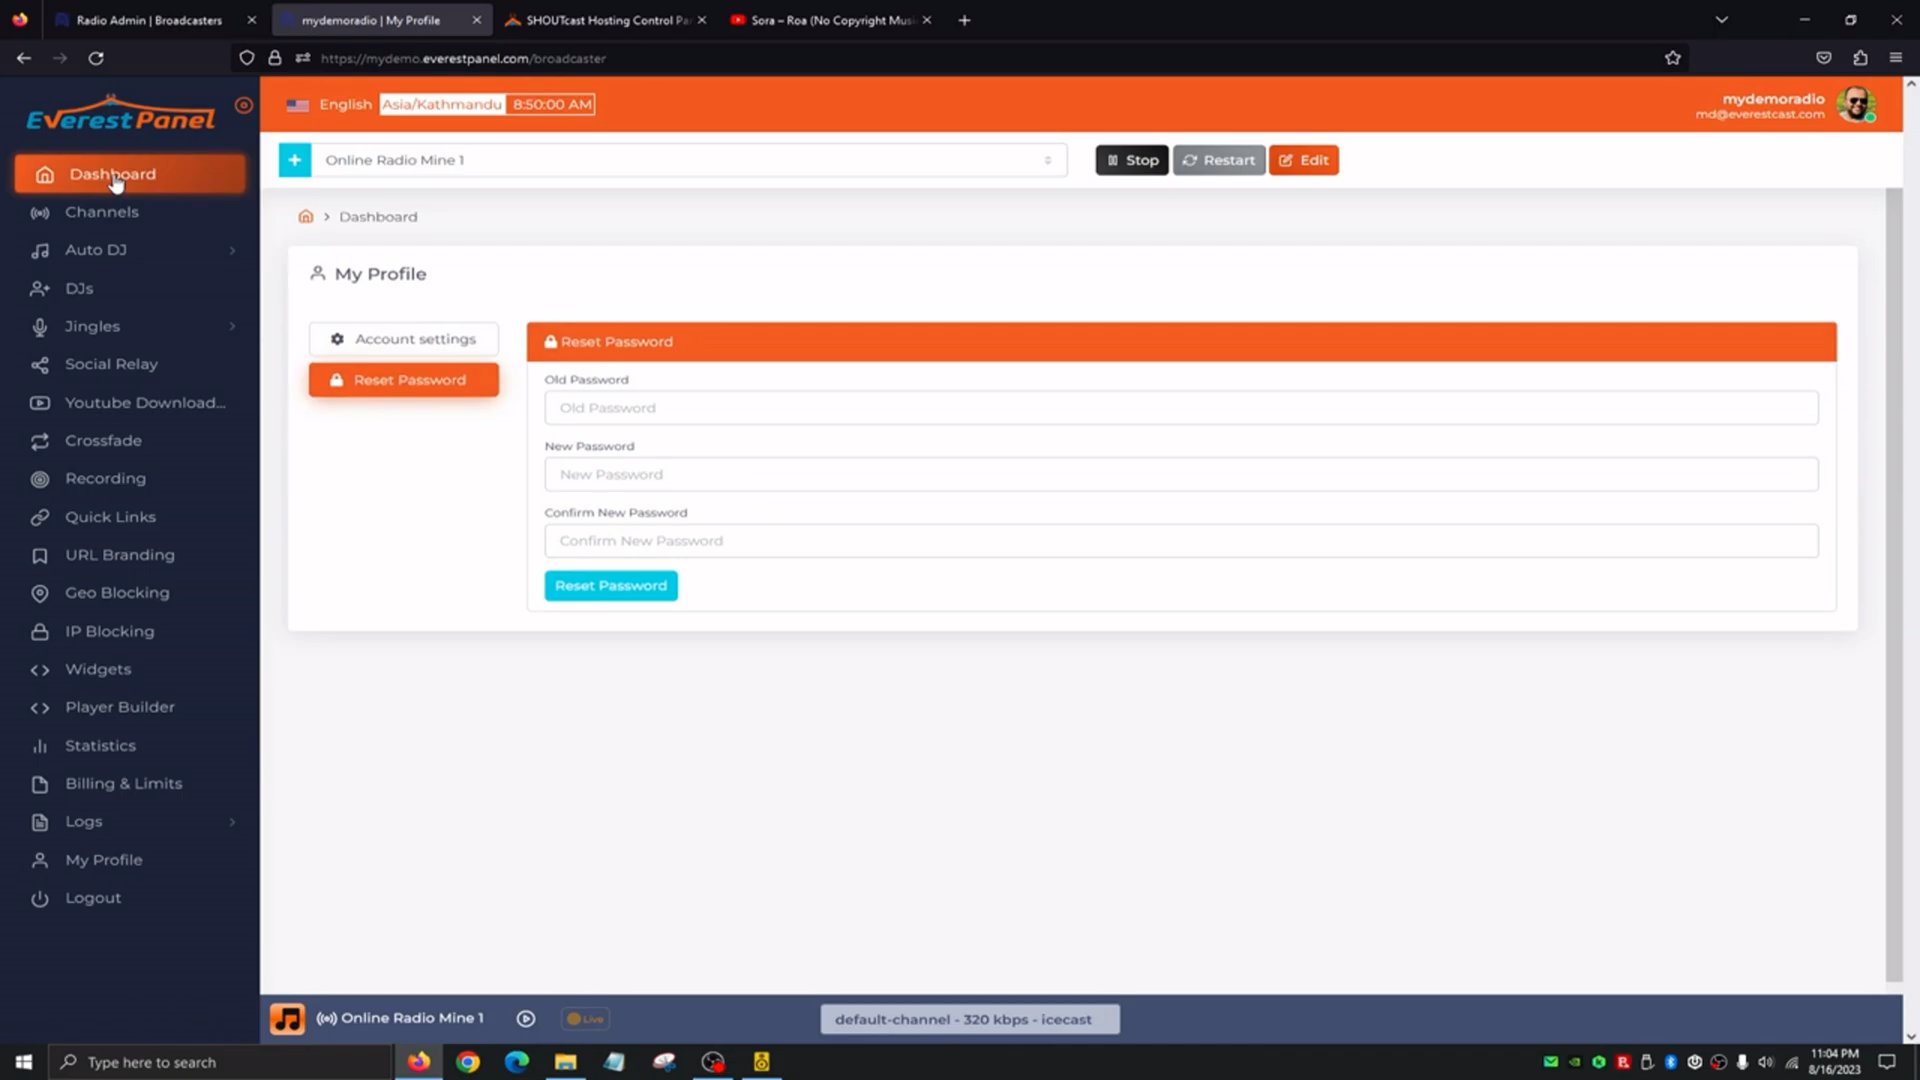 Radio Admin | Broadcasters
mydemoradio | My Profile
SHOUTcast Hosting Control Pa
Sora – Roa (No Copyright Mus
https://mydemo.everestpanel.com/broadcaster
EVerest Panel
English
Asia/Kathmandu
8:50:00 AM
mydemoradio
md@everestcast.com
Online Radio Mine 1
Stop
Restart
Edit
Dashboard
Channels
Auto DJ
DJs
Jingles
Social Relay
Youtube Download...
Crossfade
Recording
Quick Links
URL Branding
Geo Blocking
IP Blocking
Widgets
Player Builder
Statistics
Billing & Limits
Logs
My Profile
Logout
> Dashboard
My Profile
Account settings
Reset Password
Reset Password
Old Password
Old Password
New Password
New Password
Confirm New Password
Confirm New Password
Reset Password
Online Radio Mine 1
Live
default-channel - 320 kbps - icecast
Type here to search
11:04 PM
8/16/2023